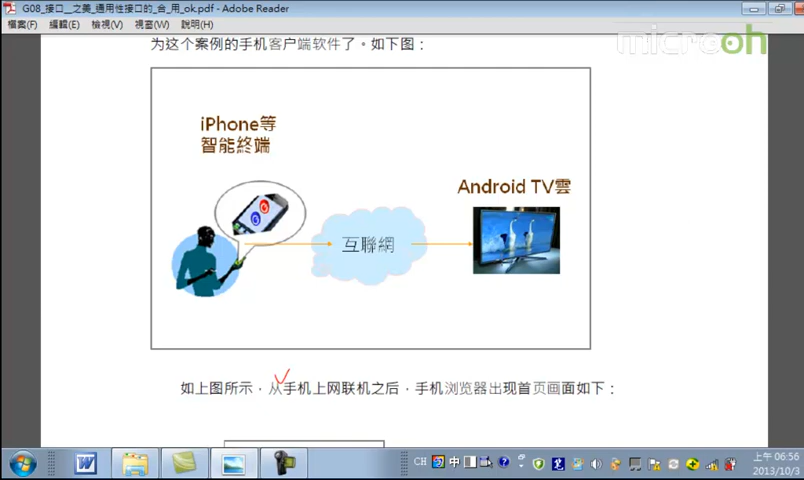 G08_接口__之美_通用性接口的_合_用_ok.pdf - Adobe Reader
檔案(F) 編輯(E) 檢視(V) 視窗(W) 說明(H)
microoh
为这个案例的手机客户端软件了。如下图：
iPhone等
智能終端
Android TV雲
互聯網
如上图所示，从手机上网联机之后，手机浏览器出现首页画面如下：
CH 中
上午 06:56
2013/10/3